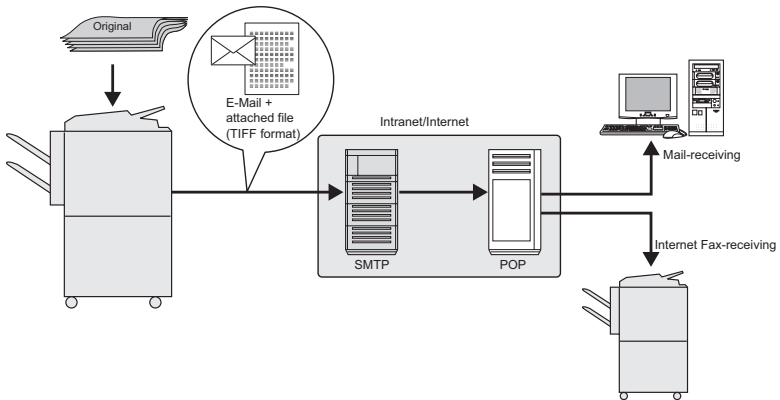 Original
E-Mail +
attached file
(TIFF format)
Intranet/Internet
Mail-receiving
Internet Fax-receiving
SMTP
POP